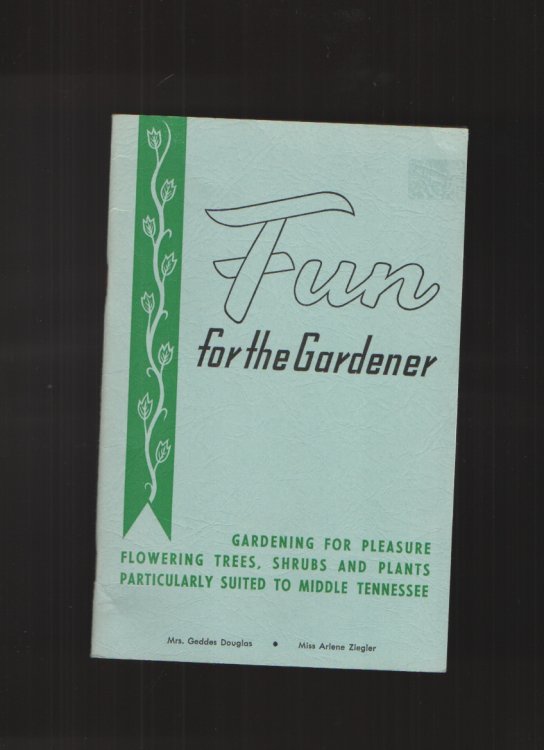 Fun
for the Gardener
GARDENING FOR PLEASURE
FLOWERING TREES, SHRUBS AND PLANTS
PARTICULARLY SUITED TO MIDDLE TENNESSEE
Mrs. Geddes Douglas • Miss Arlene Ziegler